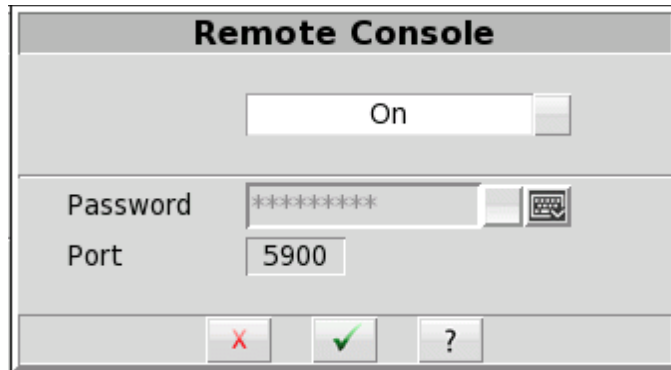 Remote Console
On
Password *********
Port 5900
X ?